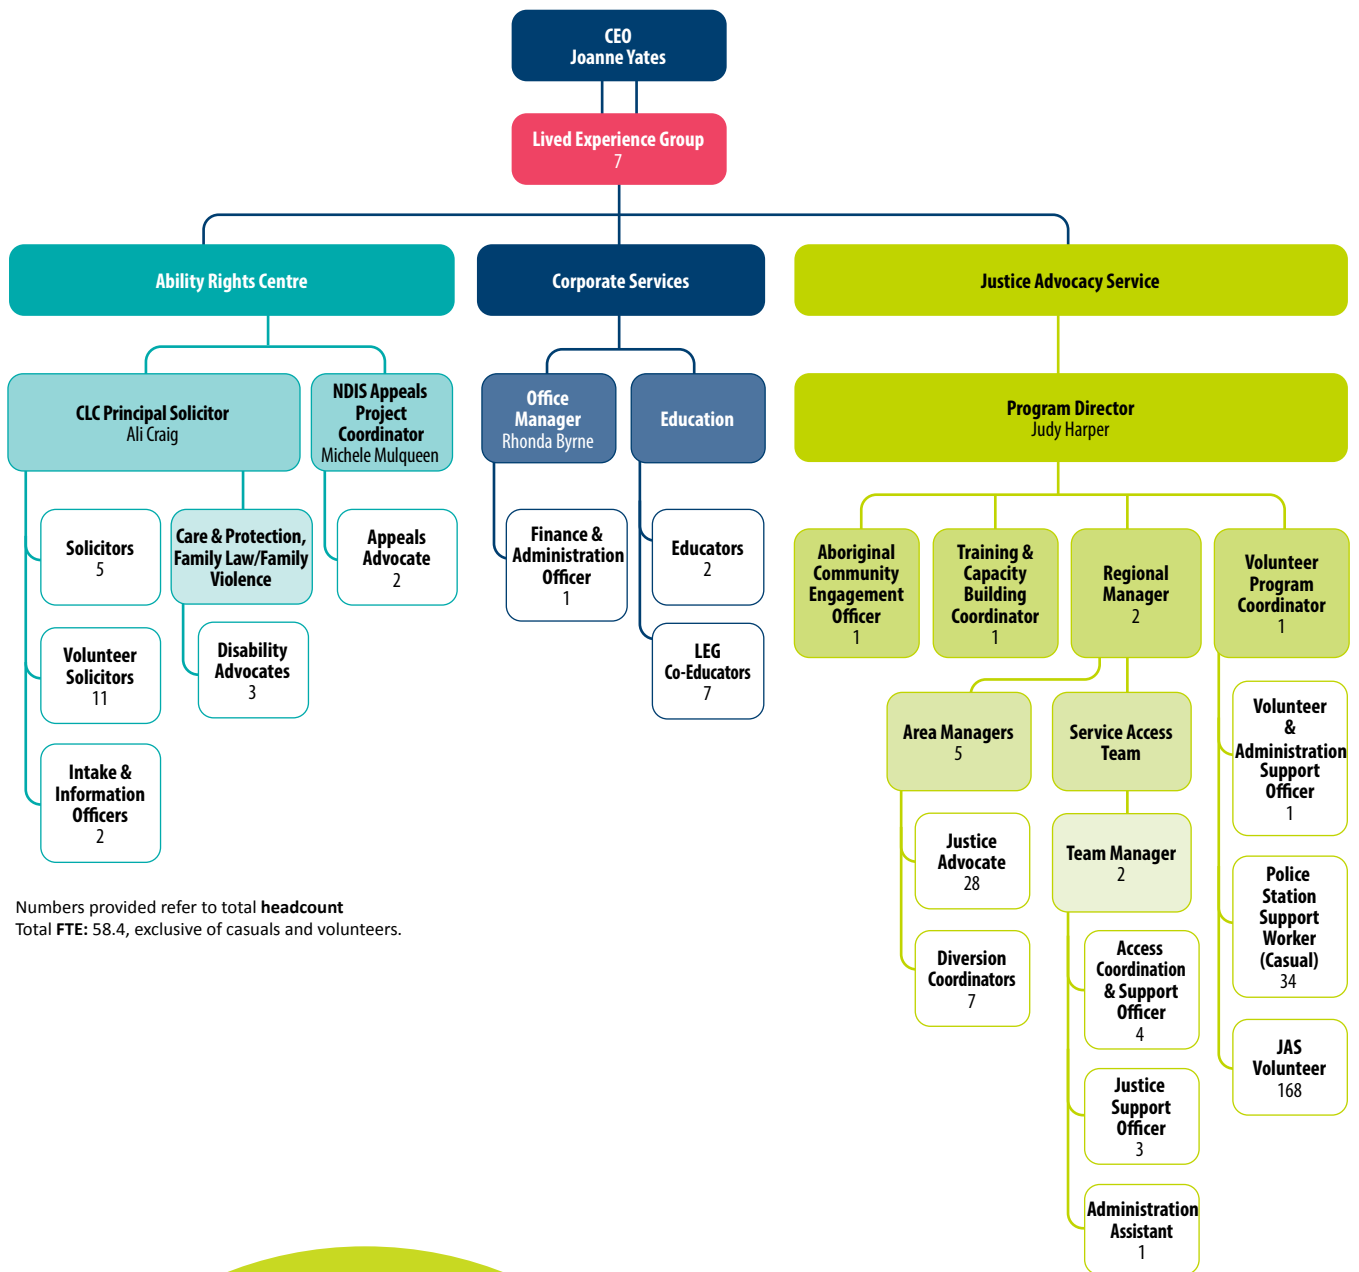 CEO
Joanne Yates
Lived Experience Group
7
Ability Rights Centre
Corporate Services
Justice Advocacy Service
CLC Principal Solicitor
Ali Craig
NDIS Appeals
Project
Coordinator
Michele Mulqueen
Office
Manager
Rhonda Byrne
Education
Program Director
Judy Harper
Solicitors
5
Care & Protection,
Family Law/Family
Violence
Appeals
Advocate
2
Finance &
Administration
Officer
1
Educators
2
Aboriginal
Community
Engagement
Officer
1
Training &
Capacity
Building
Coordinator
1
Regional
Manager
2
Volunteer
Program
Coordinator
1
Volunteer
Solicitors
11
Disability
Advocates
3
LEG
Co-Educators
7
Area Managers
5
Service Access
Team
Volunteer
&
Administration
Support
Officer
1
Intake &
Information
Officers
2
Justice
Advocate
28
Team Manager
2
Police
Station
Support
Worker
(Casual)
34
Numbers provided refer to total headcount
Total FTE: 58.4, exclusive of casuals and volunteers.
Diversion
Coordinators
7
Access
Coordination
& Support
Officer
4
JAS
Volunteer
168
Justice
Support
Officer
3
Administration
Assistant
1